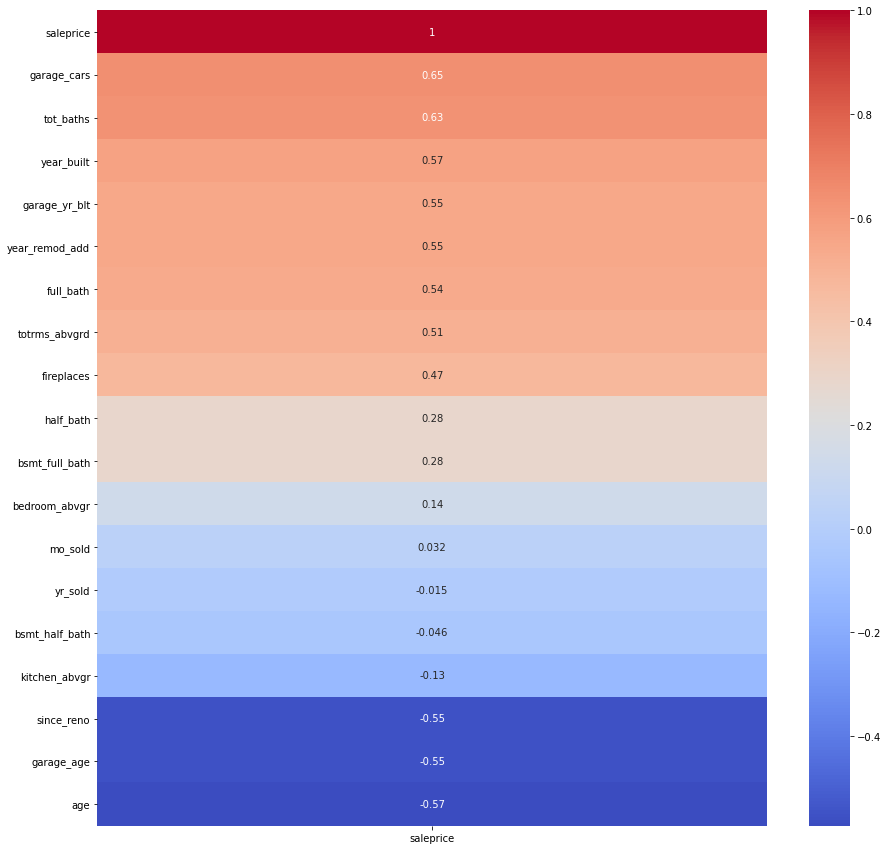 saleprice 1
garage_cars 0.65
tot_baths 0.63
year_built 0.57
garage_yr_blt 0.55
year_remod_add 0.55
full_bath 0.54
totrms_abvgrd 0.51
fireplaces 0.47
half_bath 0.28
bsmt_full_bath 0.28
bedroom_abvgr 0.14
mo_sold 0.032
yr_sold -0.015
bsmt_half_bath -0.046
kitchen_abvgr -0.13
since_reno -0.55
garage_age -0.55
age -0.57
saleprice
1.0
0.8
0.6
0.4
0.2
0.0
−0.2
−0.4